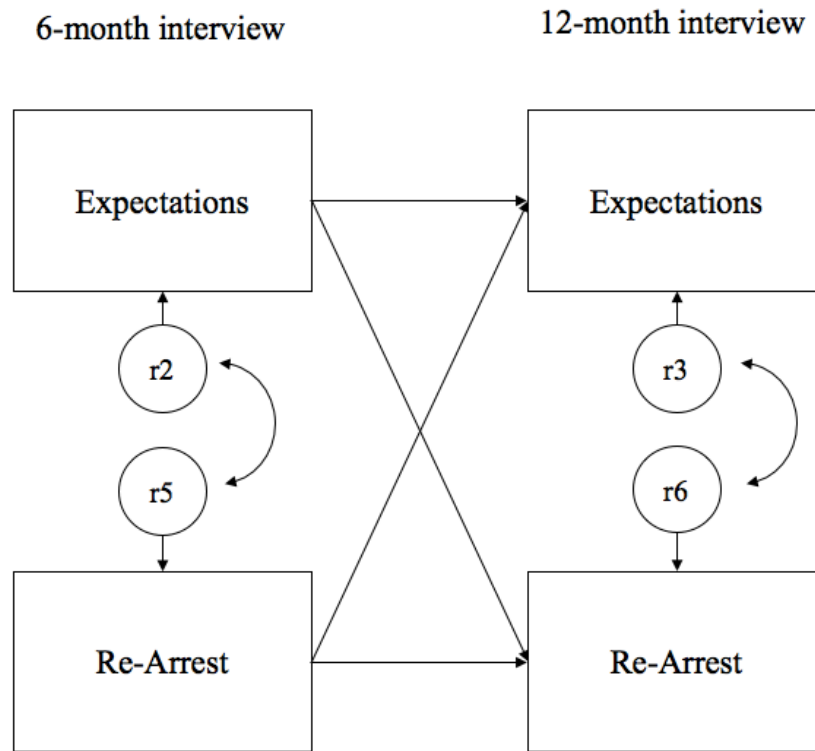 6-month interview
12-month interview
Expectations
Expectations
r2
r3
r5
r6
Re-Arrest
Re-Arrest